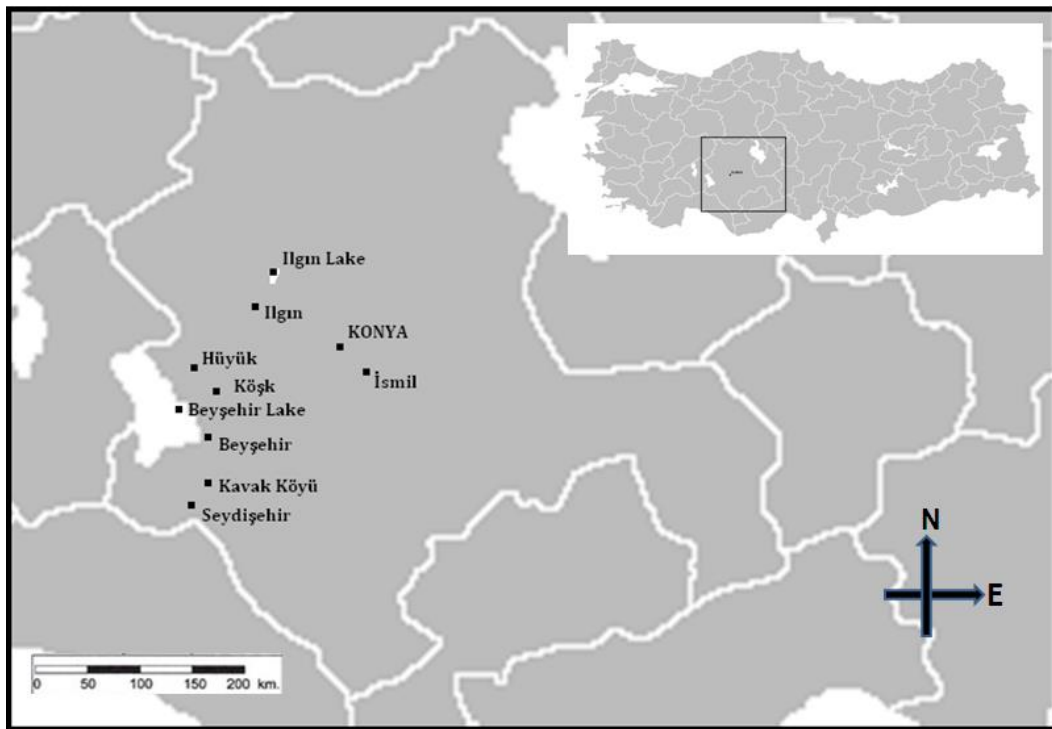 Ilgın Lake
Ilgın
KONYA
İsmil
Hüyük
Köşk
Beyşehir Lake
Beyşehir
Kavak Köyü
Seydişehir
N
E
0 50 100 150 200 km.